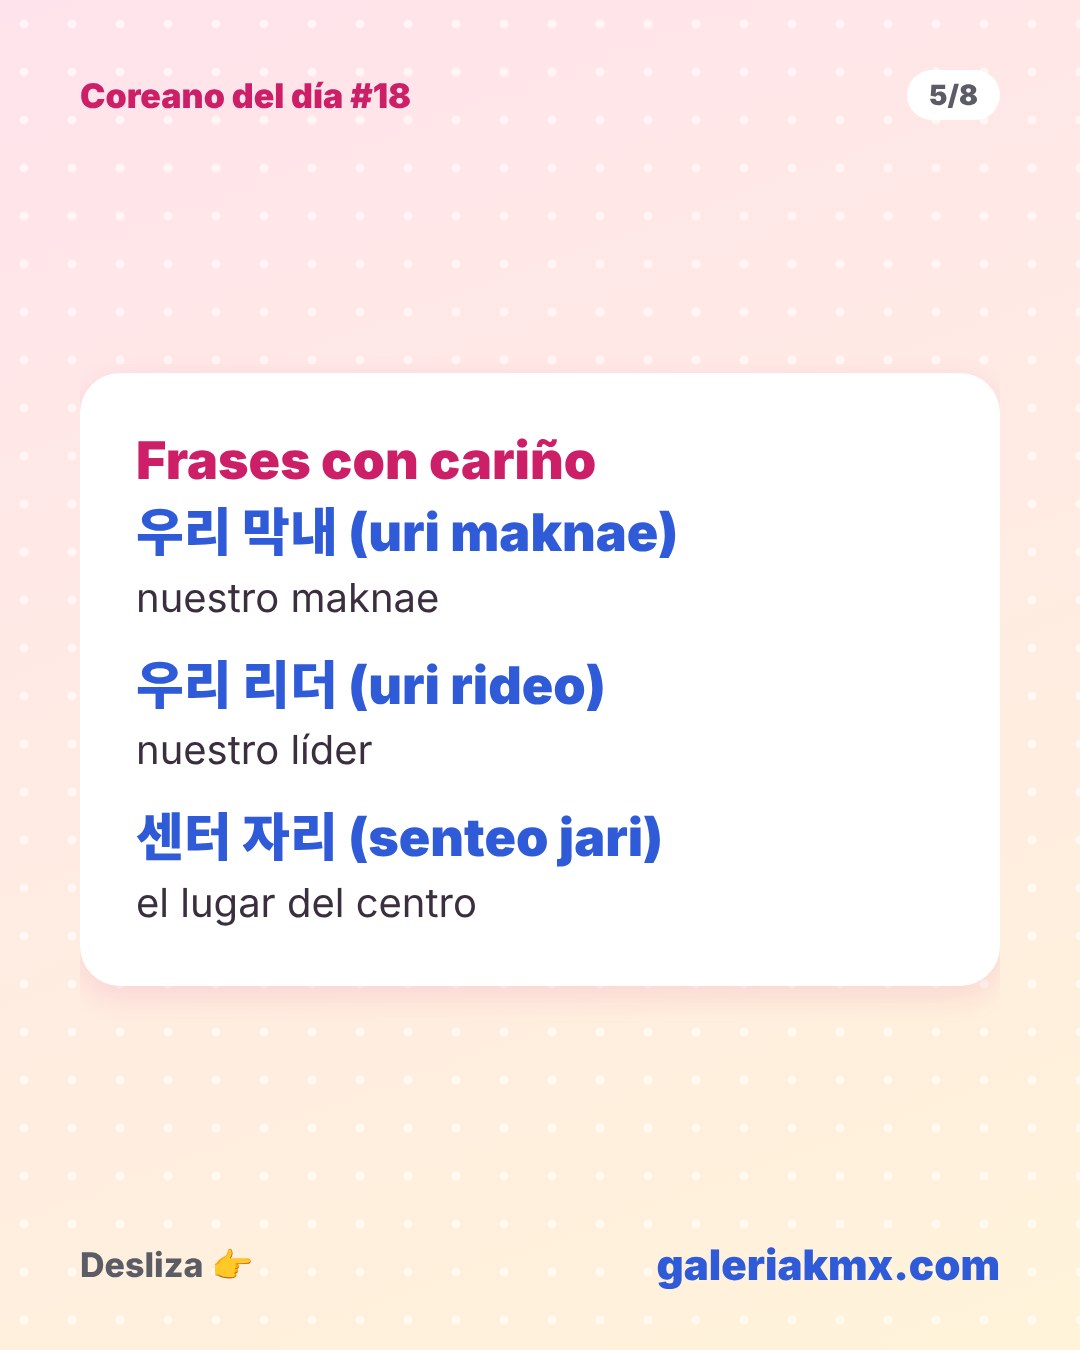 Coreano del día #18
5/8
Frases con cariño
우리 막내 (uri maknae)
nuestro maknae
우리 리더 (uri rideo)
nuestro líder
센터 자리 (senteo jari)
el lugar del centro
Desliza 👉
galeriakmx.com